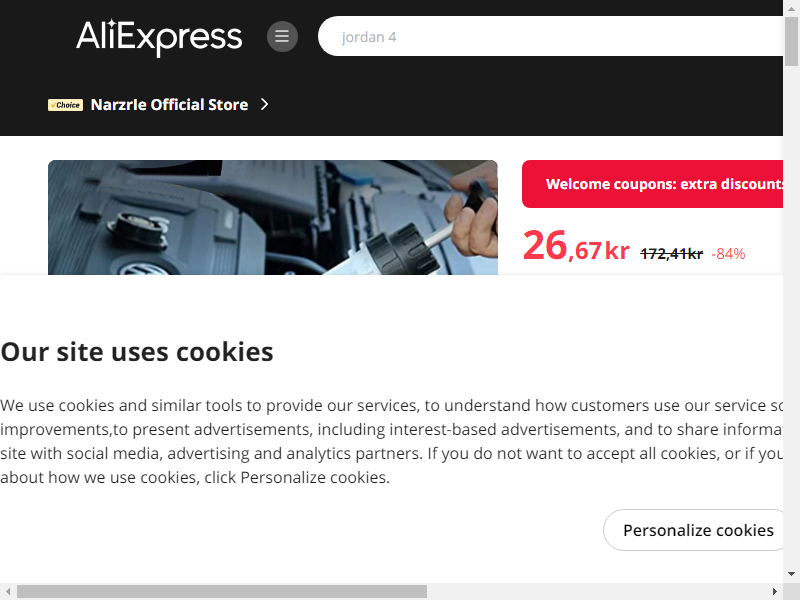 AliExpress
jordan 4
Choice
Narzrle Official Store
Welcome coupons: extra discounts
26,67kr 172,41kr -84%
Our site uses cookies
We use cookies and similar tools to provide our services, to understand how customers use our service so
improvements,to present advertisements, including interest-based advertisements, and to share informa
site with social media, advertising and analytics partners. If you do not want to accept all cookies, or if you
about how we use cookies, click Personalize cookies.
Personalize cookies